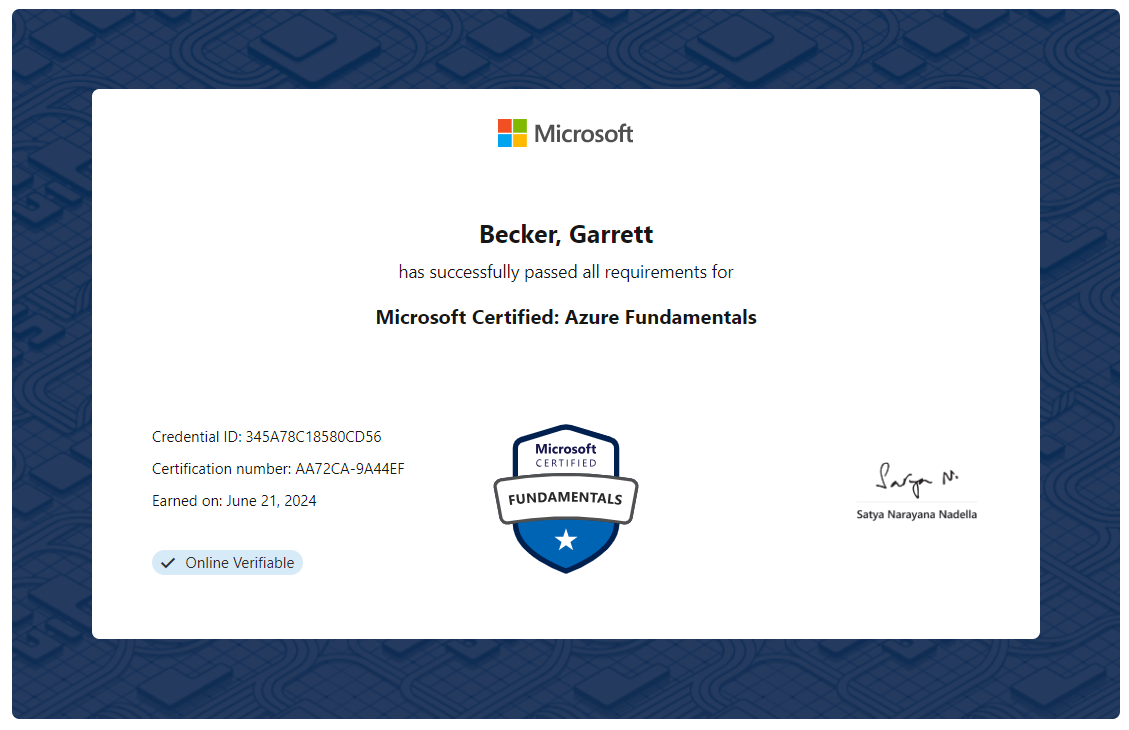 Microsoft
Becker, Garrett
has successfully passed all requirements for
Microsoft Certified: Azure Fundamentals
Credential ID: 345A78C18580CD56
Certification number: AA72CA-9A44EF
Earned on: June 21, 2024
Online Verifiable
Microsoft
CERTIFIED
FUNDAMENTALS
Satya N.
Satya Narayana Nadella